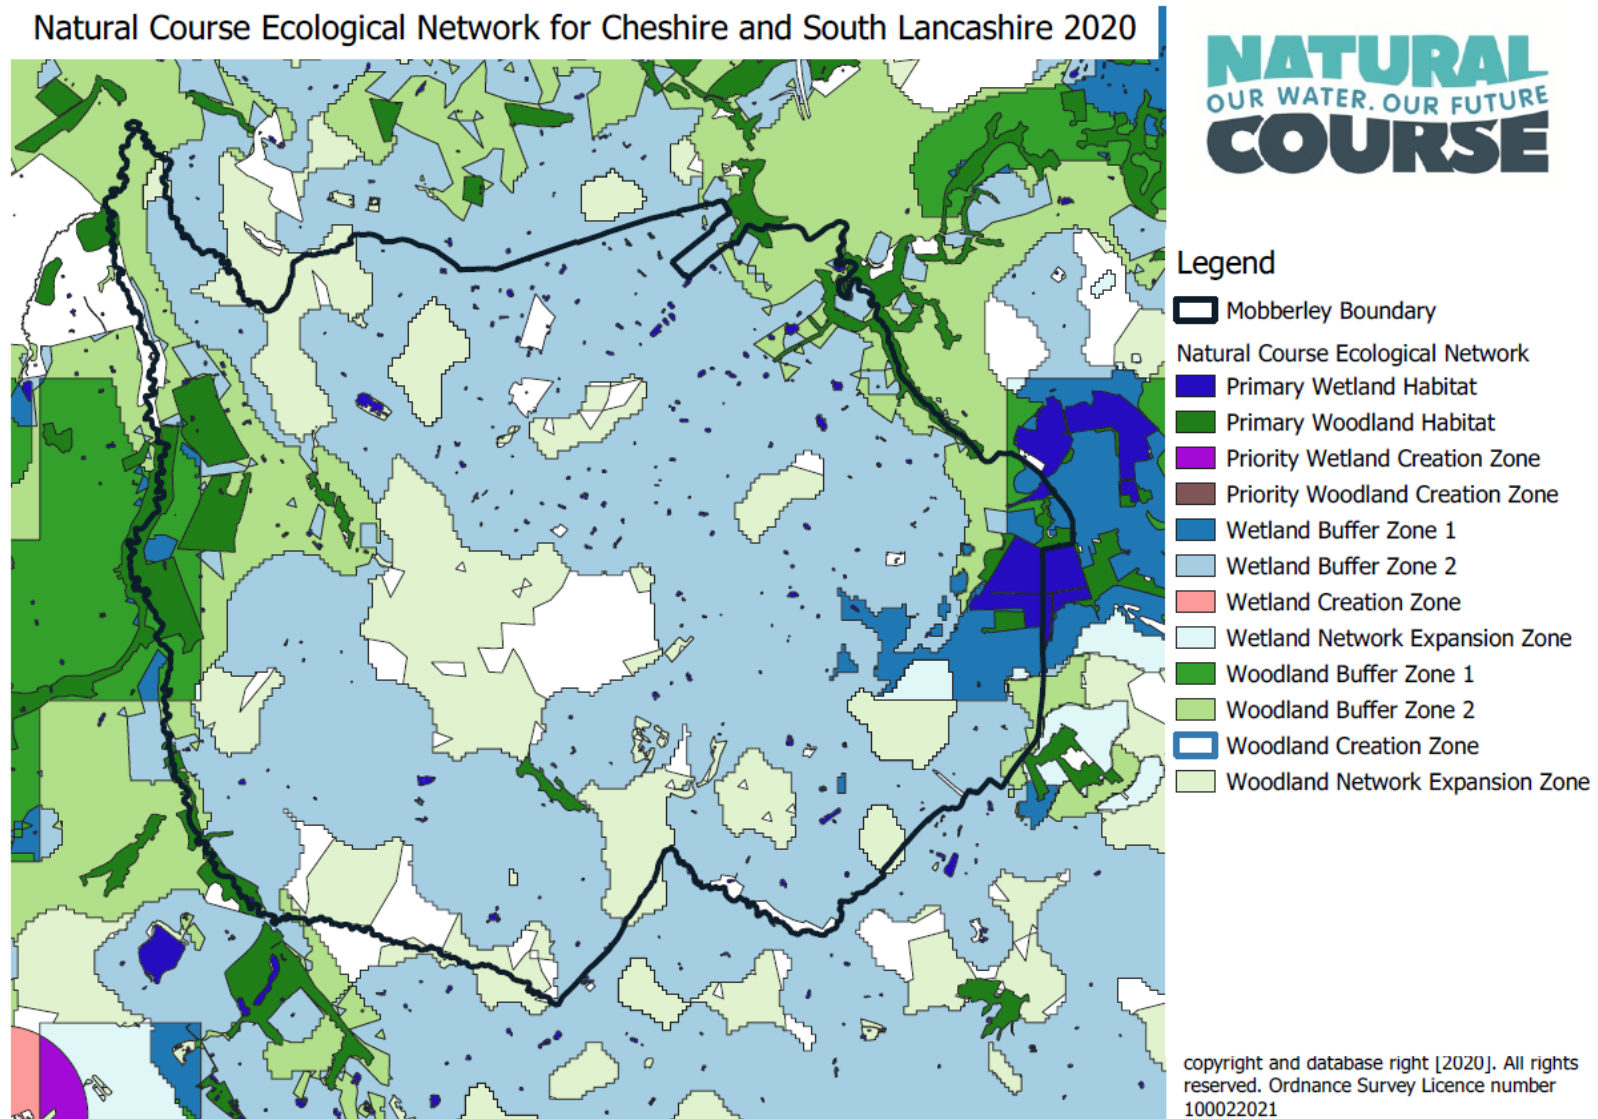 Natural Course Ecological Network for Cheshire and South Lancashire 2020
NATURAL
OUR WATER. OUR FUTURE
COURSE
Legend
Mobberley Boundary
Natural Course Ecological Network
Primary Wetland Habitat
Primary Woodland Habitat
Priority Wetland Creation Zone
Priority Woodland Creation Zone
Wetland Buffer Zone 1
Wetland Buffer Zone 2
Wetland Creation Zone
Wetland Network Expansion Zone
Woodland Buffer Zone 1
Woodland Buffer Zone 2
Woodland Creation Zone
Woodland Network Expansion Zone
copyright and database right [2020]. All rights
reserved. Ordnance Survey Licence number
100022021